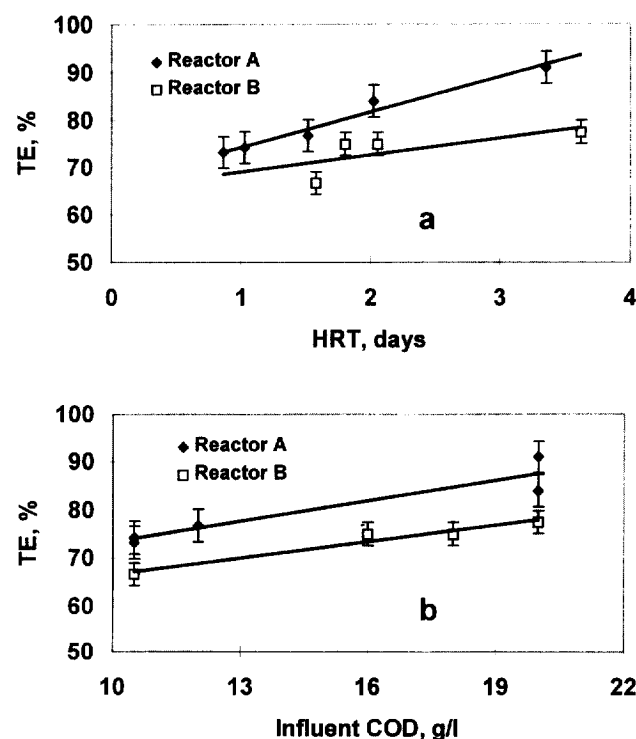 100
90
80
70
60
50
TE, %
Reactor A
Reactor B
a
0
1
2
3
4
HRT, days
100
90
80
70
60
50
TE, %
Reactor A
Reactor B
b
10
13
16
19
22
Influent COD, g/l